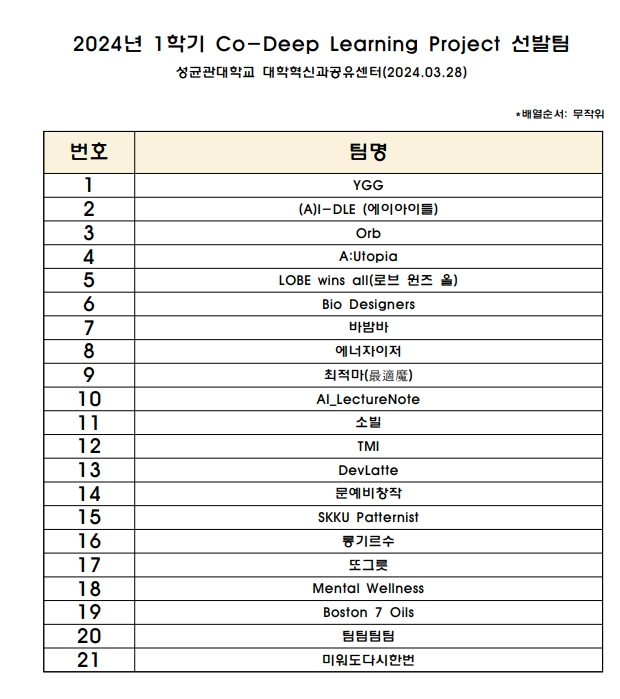 2024년 1학기 Co-Deep Learning Project 선발팀
성균관대학교 대학혁신과공유센터(2024.03.28)
*배열순서: 무작위
번호 팀명
1 YGG
2 (A)I-DLE (에이아이들)
3 Orb
4 A:Utopia
5 LOBE wins all(로브 윈즈 올)
6 Bio Designers
7 바밤바
8 에너자이저
9 최적마(最適魔)
10 AI_LectureNote
11 소빌
12 TMI
13 DevLatte
14 문예비창작
15 SKKU Patternist
16 롱기르수
17 또그릇
18 Mental Wellness
19 Boston 7 Oils
20 팀팀팀팀
21 미워도다시한번